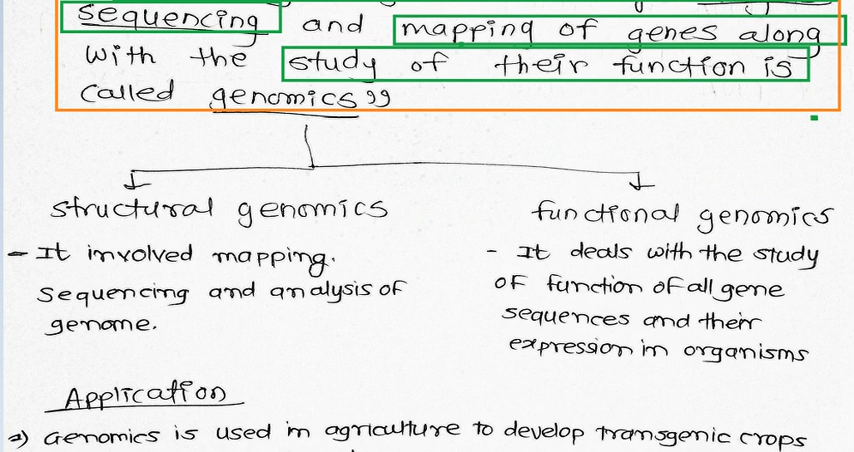 sequencing and mapping of genes along
with the study of their function is
called genomics”
structural genomics
- It involved mapping.
sequencing and analysis of
genome.
functional genomics
- It deals with the study
of function of all gene
sequences and their
expression in organisms
Application
a) Genomics is used in agriculture to develop transgenic crops